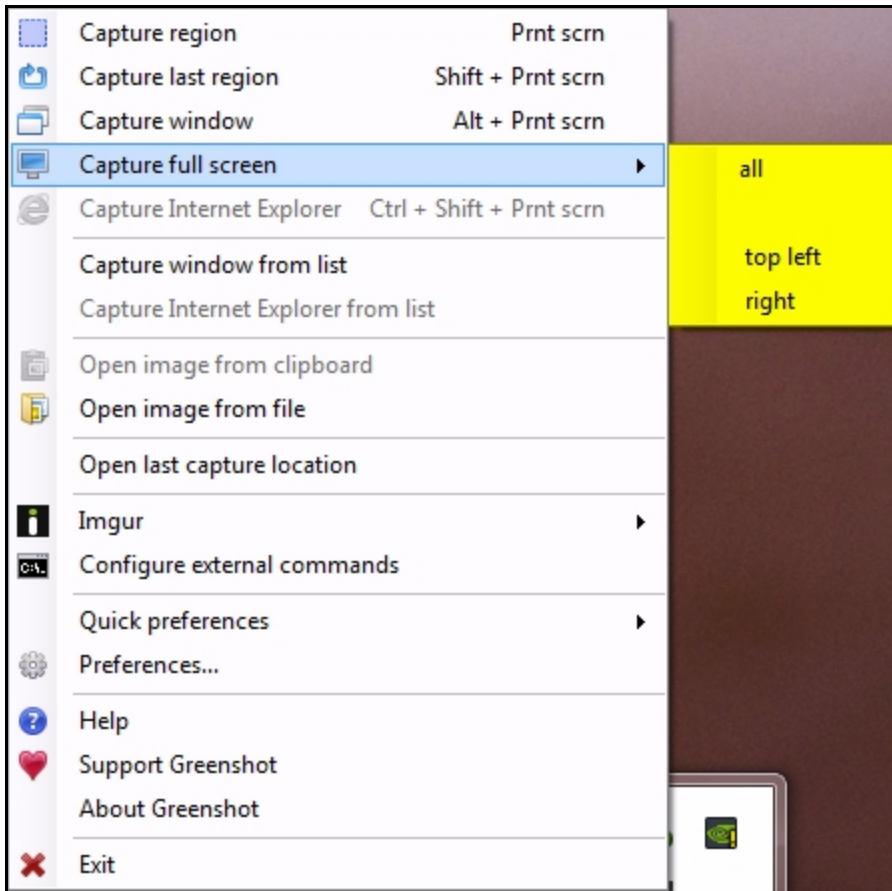 Capture region Prnt scrn
Capture last region Shift + Prnt scrn
Capture window Alt + Prnt scrn
Capture full screen
all
Capture Internet Explorer Ctrl + Shift + Prnt scrn
Capture window from list
top left
Capture Internet Explorer from list
right
Open image from clipboard
Open image from file
Open last capture location
Imgur
C:\.
Configure external commands
Quick preferences
Preferences...
Help
Support Greenshot
About Greenshot
Exit